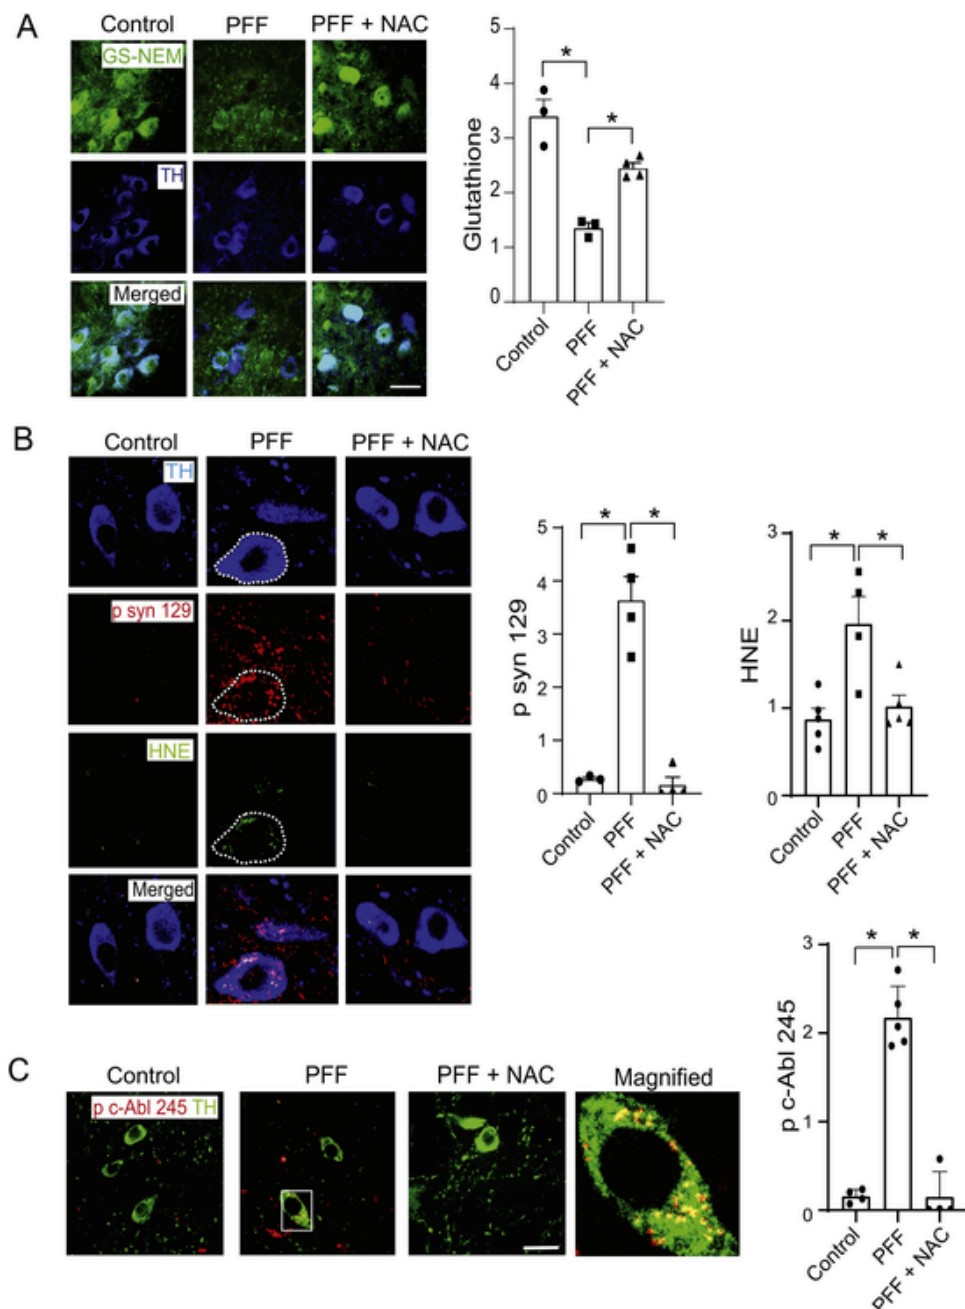 A
Control PFF PFF + NAC
GS-NEM
TH
Merged
Glutathione
5
4
3
2
1
0
*
*
Control
PFF
PFF + NAC
B
Control PFF PFF + NAC
TH
p syn 129
HNE
Merged
p syn 129
5
4
3
2
1
0
*
*
Control
PFF
PFF + NAC
HNE
3
2
1
0
*
*
Control
PFF
PFF + NAC
C
Control PFF PFF + NAC Magnified
p c-Abl 245 TH
p c-Abl 245
3
2
1
0
*
*
Control
PFF
PFF + NAC